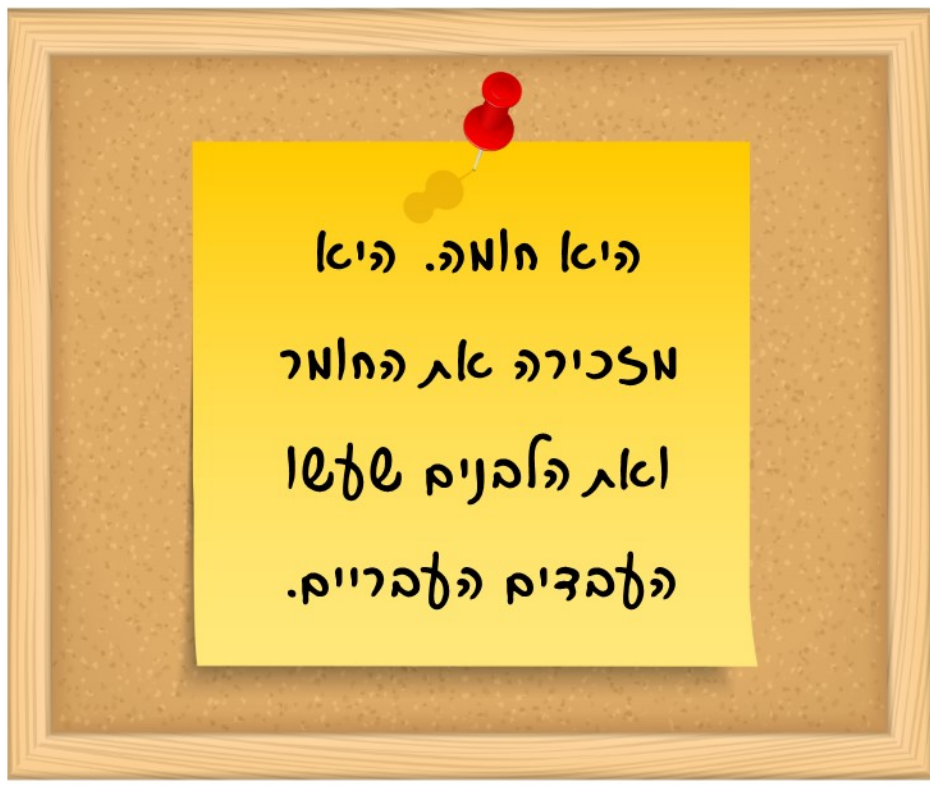 היא חומה. היא
מזכירה את החומר
ואת הלבנים שעשו
העבדים העבריים.